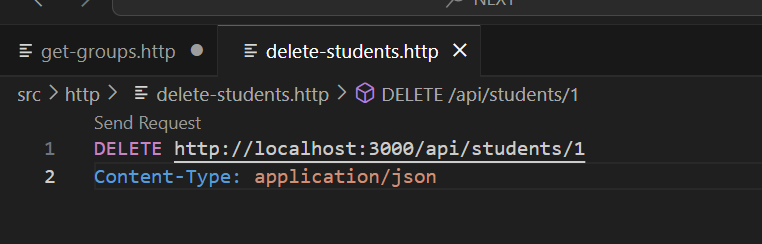 NEXT
get-groups.http
delete-students.http
src > http > delete-students.http > DELETE /api/students/1
Send Request
1 DELETE http://localhost:3000/api/students/1
2 Content-Type: application/json